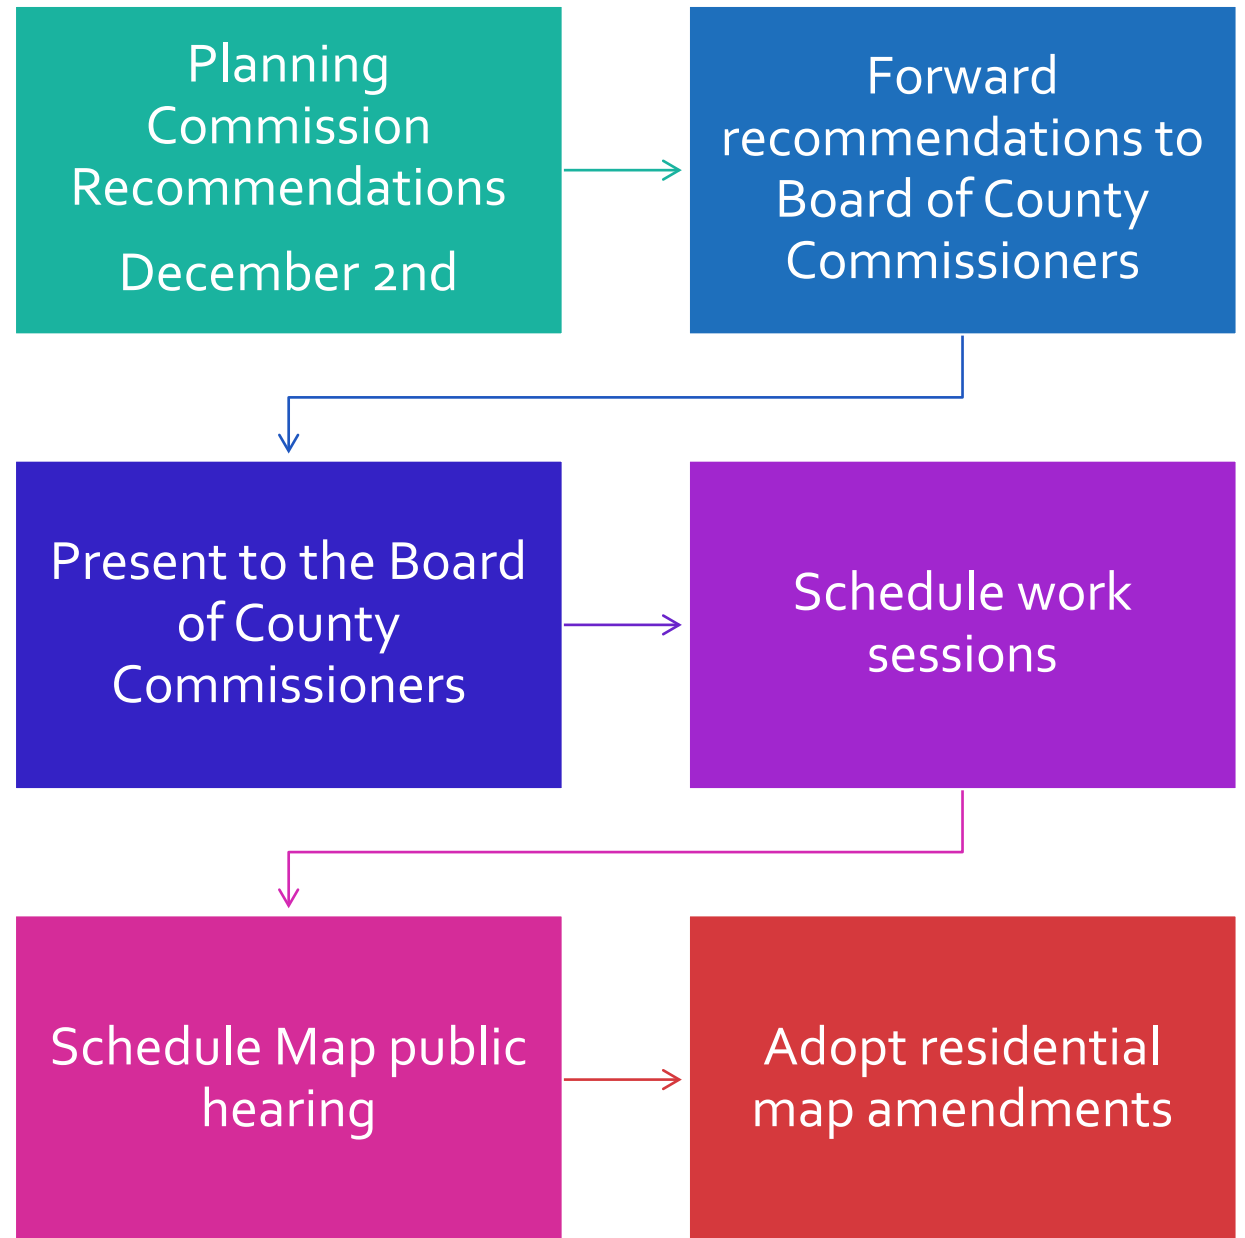 Planning
Commission
Recommendations
December 2nd
Forward
recommendations to
Board of County
Commissioners
Present to the Board
of County
Commissioners
Schedule work
sessions
Schedule Map public
hearing
Adopt residential
map amendments